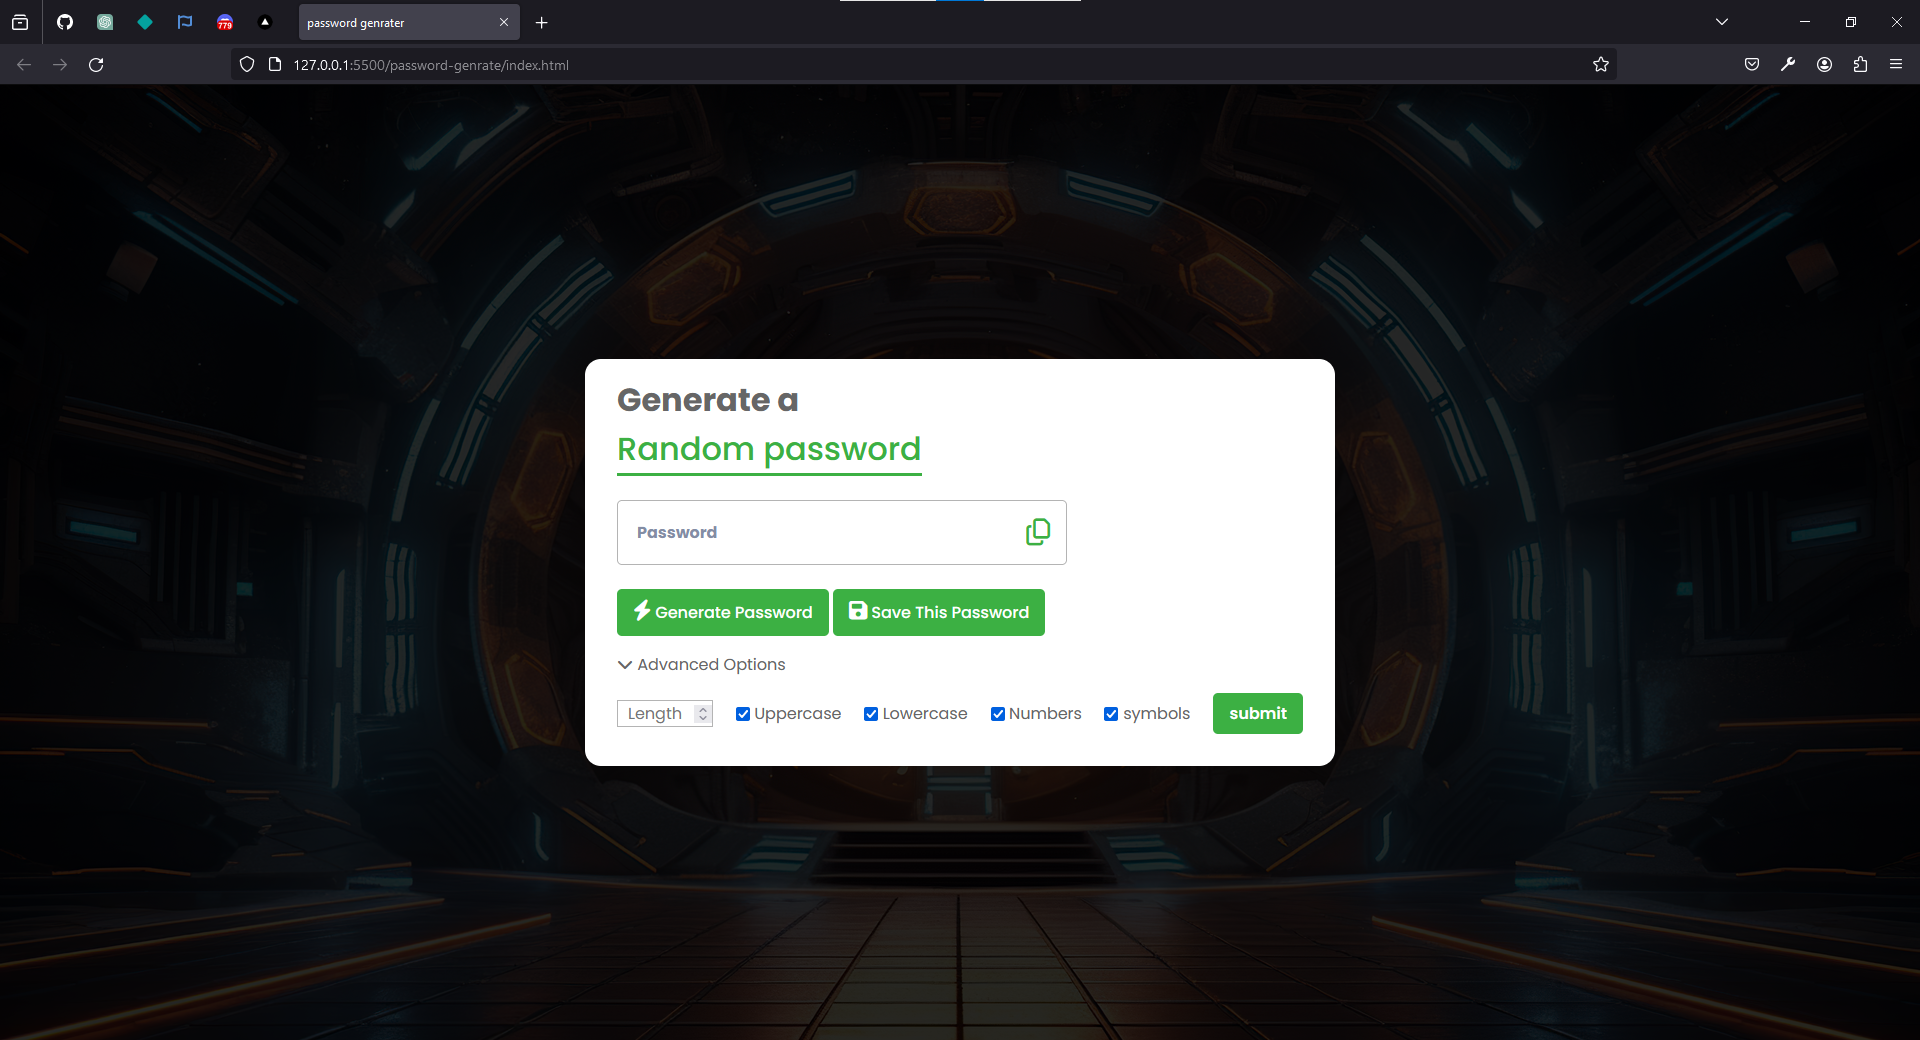 779
password genrater
127.0.0.1:5500/password-genrate/index.html
Generate a
Random password
Password
Generate Password
Save This Password
Advanced Options
Length Uppercase Lowercase Numbers symbols submit